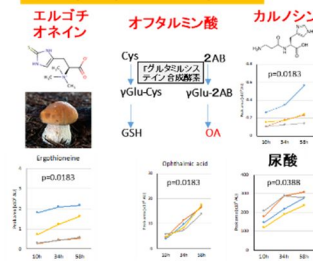 エルゴチ
オネイン
オフタルミン酸
カルノシン
Cys
2AB
γグルタミルシス
テイン合成酵素
γGlu-Cys
γGlu-2AB
GSH
OA
p=0.0183
10h
34h
58h
尿酸
Ergothioneine
p=0.0183
10h
34h
58h
Ophthalmic acid
p=0.0183
10h
34h
58h
p=0.0388
10h
34h
58h